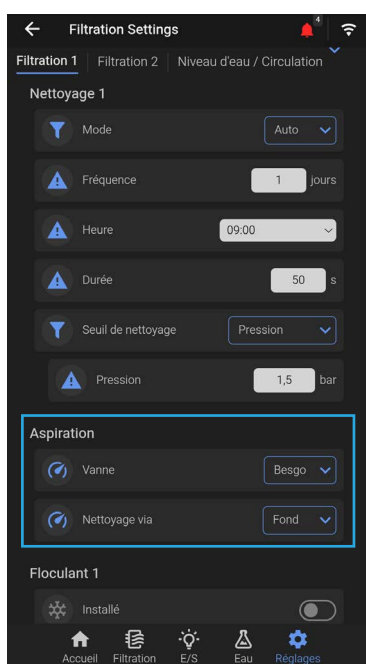 Filtration Settings 4
Filtration 1 Filtration 2 Niveau d'eau / Circulation
Nettoyage 1
Mode Auto
Fréquence 1 jours
Heure 09:00
Durée 50 s
Seuil de nettoyage Pression
Pression 1,5 bar
Aspiration
Vanne Besgo
Nettoyage via Fond
Floculant 1
Installé
Accueil Filtration E/S Eau Réglages